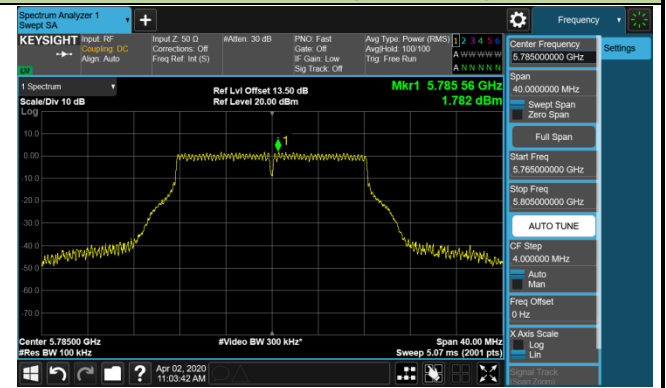 Spectrum Analyzer 1
Swept SA
+
Frequency
KEYSIGHT
Input: RF
Coupling: DC
Align: Auto
Input Z: 50 Ω
Corrections: Off
Freq Ref: Int (S)
#Atten: 30 dB
PNO: Fast
Gate: Off
IF Gain: Low
Sig Track: Off
Avg Type: Power (RMS)
Avg|Hold: 100/100
Trig: Free Run
1 2 3 4 5 6
A W W W W W
A N N N N N
LV
Center Frequency
5.785000000 GHz
Settings
Span
40.0000000 MHz
Swept Span
Zero Span
Full Span
Start Freq
5.765000000 GHz
Stop Freq
5.805000000 GHz
AUTO TUNE
CF Step
4.000000 MHz
Auto
Man
Freq Offset
0 Hz
X Axis Scale
Log
Lin
Signal Track
(Span Zoom)
1 Spectrum
Scale/Div 10 dB
Log
Ref Lvl Offset 13.50 dB
Ref Level 20.00 dBm
Mkr1 5.785 56 GHz
1.782 dBm
1
10.0
0.00
-10.0
-20.0
-30.0
-40.0
-50.0
-60.0
-70.0
Center 5.78500 GHz
#Res BW 100 kHz
#Video BW 300 kHz*
Span 40.00 MHz
Sweep 5.07 ms (2001 pts)
?
Apr 02, 2020
11:03:42 AM